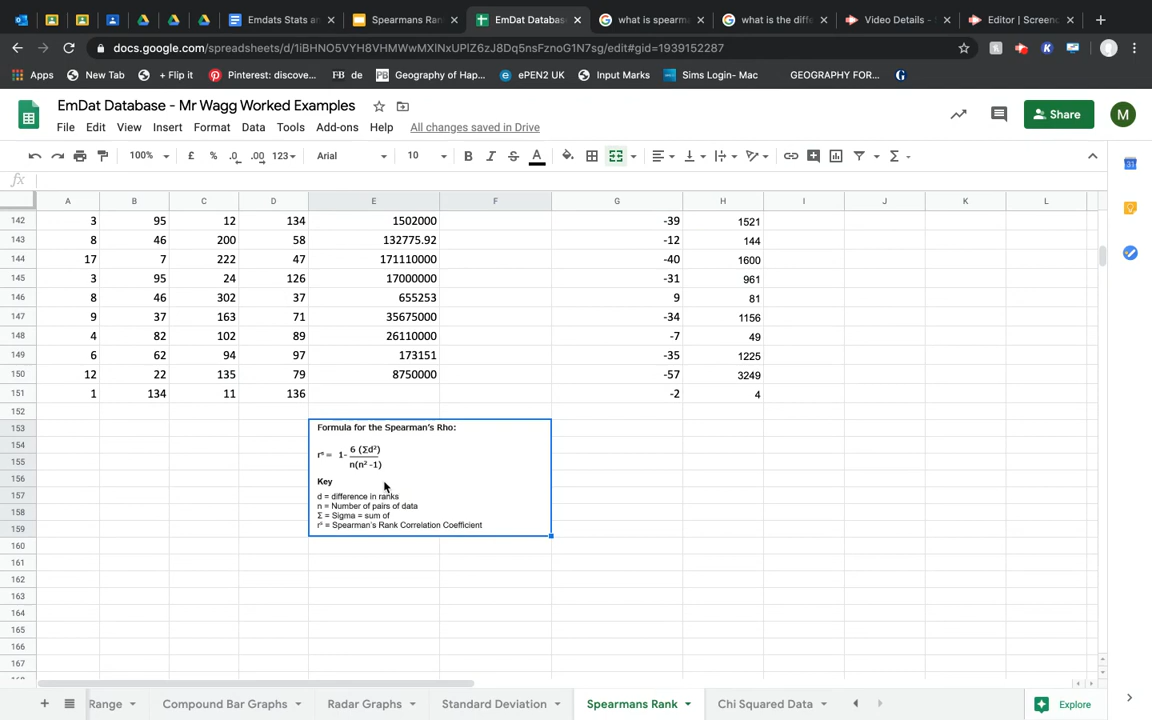 Emdats Stats an
Spearmans Ran
EmDat Database
what is spearma
what is the diffe
Video Details -
Editor | Screenc
docs.google.com/spreadsheets/d/1iBHNO5VYH8VHMWwMXlNxUPlZ6zJ8Dq5nsFznoG1N7sg/edit#gid=1939152287
Apps New Tab + Flip it Pinterest: discove... FB de PB Geography of Hap... ePEN2 UK Input Marks Sims Login- Mac GEOGRAPHY FOR...
EmDat Database - Mr Wagg Worked Examples
Share
M
File Edit View Insert Format Data Tools Add-ons Help All changes saved in Drive
100% £ % .0 .00 123 Arial 10 B I S A Σ
fx
A B C D E F G H I J K L
142 3 95 12 134 1502000 -39 1521
143 8 46 200 58 132775.92 -12 144
144 17 7 222 47 171110000 -40 1600
145 3 95 24 126 17000000 -31 961
146 8 46 302 37 655253 9 81
147 9 37 163 71 35675000 -34 1156
148 4 82 102 89 26110000 -7 49
149 6 62 94 97 173151 -35 1225
150 12 22 135 79 8750000 -57 3249
151 1 134 11 136 -2 4
152
153 Formula for the Spearman's Rho:
154 6 (Σd²)
155 rˢ = 1- n(n² -1)
156 Key
157 d = difference in ranks
158 n = Number of pairs of data
Σ = Sigma = sum of
159 rˢ = Spearman's Rank Correlation Coefficient
160
161
162
163
164
165
166
167
Range Compound Bar Graphs Radar Graphs Standard Deviation Spearmans Rank Chi Squared Data Explore